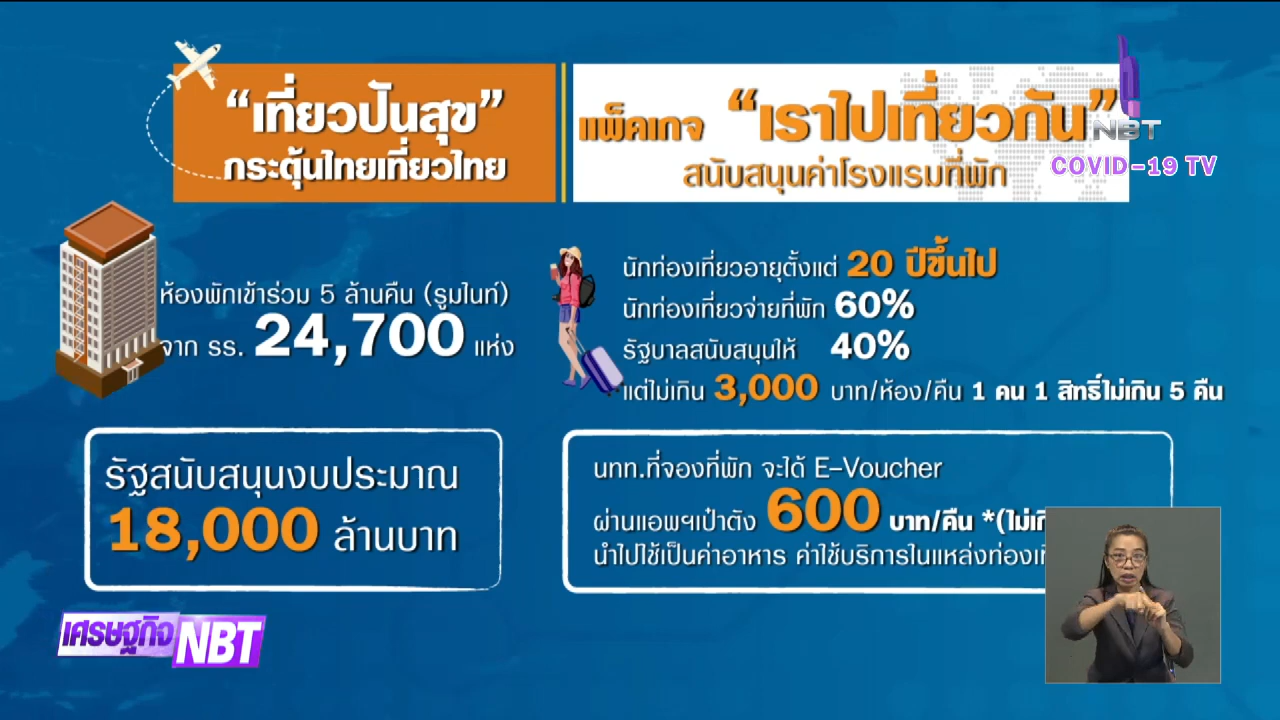 “เที่ยวปันสุข”
กระตุ้นไทยเที่ยวไทย
แพ็คเกจ “เราไปเที่ยวกัน”
สนับสนุนค่าโรงแรมที่พัก
NBT
COVID-19 TV
ห้องพักเข้าร่วม 5 ล้านคืน (รูมไนท์)
จาก รร. 24,700 แห่ง
นักท่องเที่ยวอายุตั้งแต่ 20 ปีขึ้นไป
นักท่องเที่ยวจ่ายที่พัก 60%
รัฐบาลสนับสนุนให้ 40%
แต่ไม่เกิน 3,000 บาท/ห้อง/คืน 1 คน 1 สิทธิ์ไม่เกิน 5 คืน
รัฐสนับสนุนงบประมาณ
18,000 ล้านบาท
นทท.ที่จองที่พัก จะได้ E-Voucher
ผ่านแอพฯเป๋าตัง 600 บาท/คืน *(ไม่
นำไปใช้เป็นค่าอาหาร ค่าใช้บริการในแหล่งท่อง
เศรษฐกิจ NBT